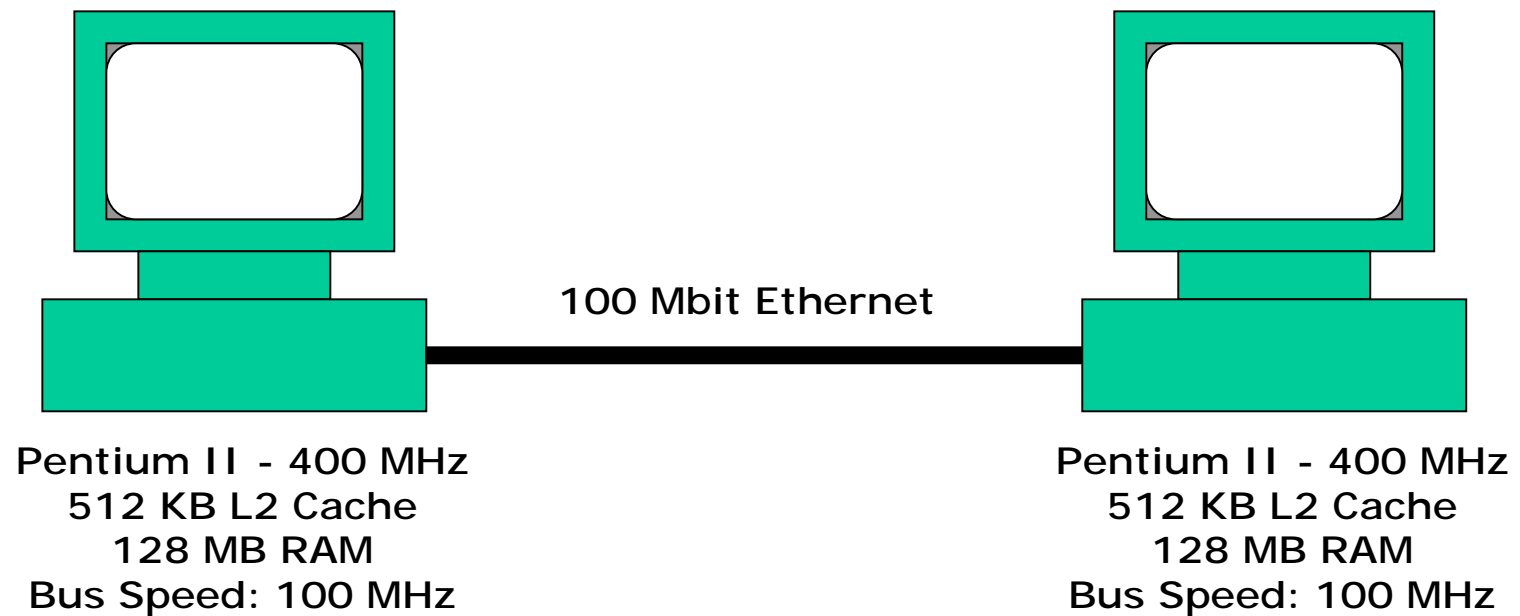 100 Mbit Ethernet
Pentium II - 400 MHz
512 KB L2 Cache
128 MB RAM
Bus Speed: 100 MHz
Pentium II - 400 MHz
512 KB L2 Cache
128 MB RAM
Bus Speed: 100 MHz